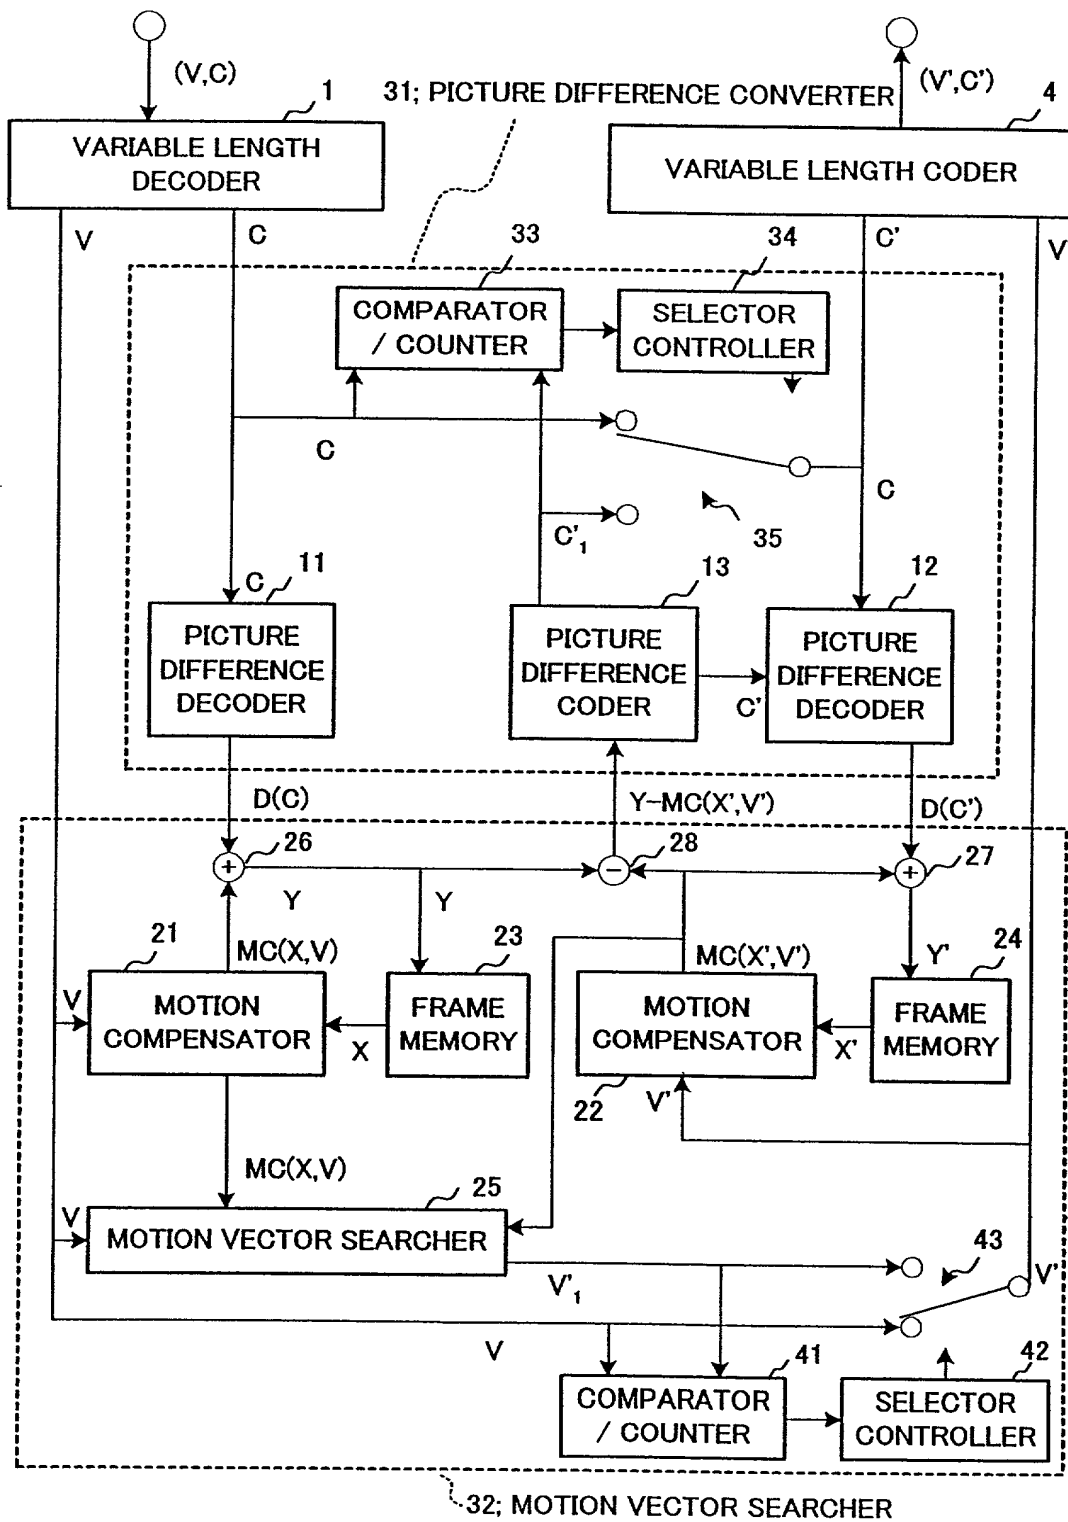 (V,C)
(V',C')
1
31; PICTURE DIFFERENCE CONVERTER
4
VARIABLE LENGTH
DECODER
VARIABLE LENGTH CODER
V
C
33
34
C'
V'
COMPARATOR
/ COUNTER
SELECTOR
CONTROLLER
C
C
C'1
35
C
11
13
12
PICTURE
DIFFERENCE
DECODER
PICTURE
DIFFERENCE
CODER
C'
PICTURE
DIFFERENCE
DECODER
D(C)
Y-MC(X',V')
D(C')
26
28
27
Y
Y
21
MC(X,V)
23
MC(X',V')
Y'
24
V
MOTION
COMPENSATOR
X
FRAME
MEMORY
MOTION
COMPENSATOR
X'
FRAME
MEMORY
22
V'
MC(X,V)
25
V
MOTION VECTOR SEARCHER
43
V'1
V'
V
41
42
COMPARATOR
/ COUNTER
SELECTOR
CONTROLLER
32; MOTION VECTOR SEARCHER